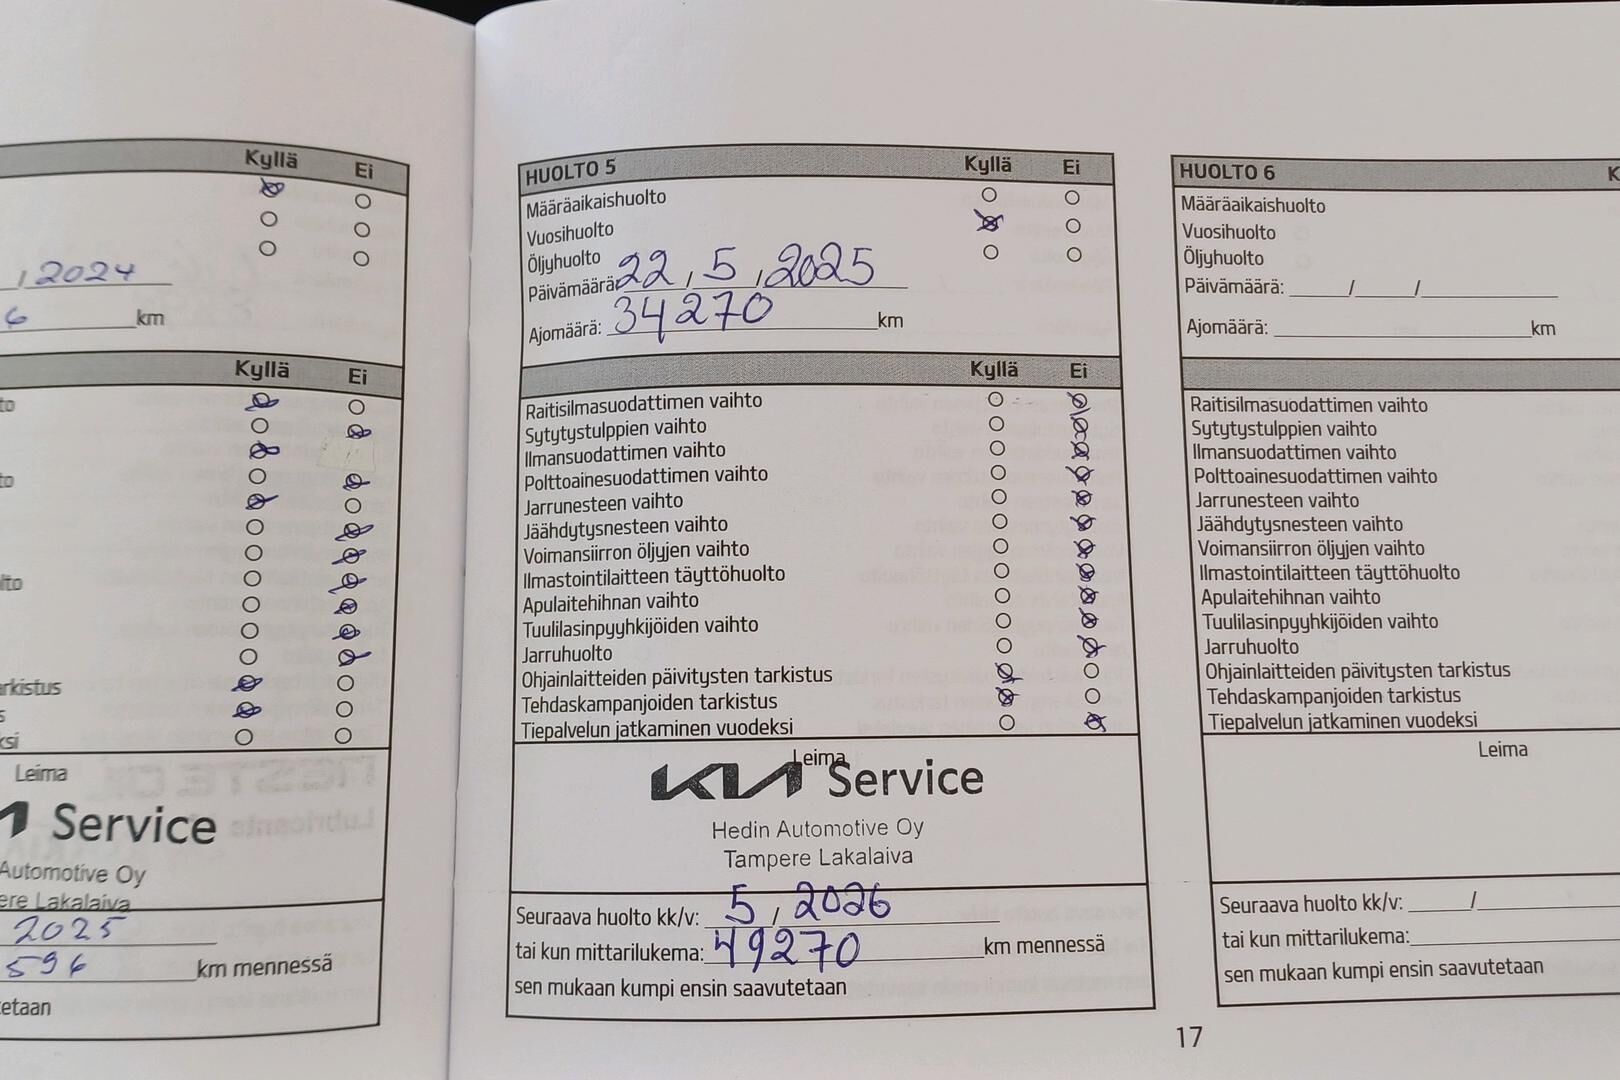 Kyllä Ei
/ 2024
6 km
Kyllä Ei
to
to
lto
arkistus
s
ksi
Leima
Service
Automotive Oy
ere Lakalaiva
2025
596 km mennessä
etaan
HUOLTO 5 Kyllä Ei
Määräaikaishuolto
Vuosihuolto
Öljyhuolto
Päivämäärä: 22 / 5 / 2025
Ajomäärä: 34270 km
Kyllä Ei
Raitisilmasuodattimen vaihto
Sytytystulppien vaihto
Ilmansuodattimen vaihto
Polttoainesuodattimen vaihto
Jarrunesteen vaihto
Jäähdytysnesteen vaihto
Voimansiirron öljyjen vaihto
Ilmastointilaitteen täyttöhuolto
Apulaitehihnan vaihto
Tuulilasinpyyhkijöiden vaihto
Jarruhuolto
Ohjainlaitteiden päivitysten tarkistus
Tehdaskampanjoiden tarkistus
Tiepalvelun jatkaminen vuodeksi
Leima
KIA Service
Hedin Automotive Oy
Tampere Lakalaiva
Seuraava huolto kk/v: 5 / 2026
tai kun mittarilukema: 49270 km mennessä
sen mukaan kumpi ensin saavutetaan
HUOLTO 6 K
Määräaikaishuolto
Vuosihuolto
Öljyhuolto
Päivämäärä: / /
Ajomäärä: km
Raitisilmasuodattimen vaihto
Sytytystulppien vaihto
Ilmansuodattimen vaihto
Polttoainesuodattimen vaihto
Jarrunesteen vaihto
Jäähdytysnesteen vaihto
Voimansiirron öljyjen vaihto
Ilmastointilaitteen täyttöhuolto
Apulaitehihnan vaihto
Tuulilasinpyyhkijöiden vaihto
Jarruhuolto
Ohjainlaitteiden päivitysten tarkistus
Tehdaskampanjoiden tarkistus
Tiepalvelun jatkaminen vuodeksi
Leima
Seuraava huolto kk/v: /
tai kun mittarilukema:
sen mukaan kumpi ensin saavutetaan
17